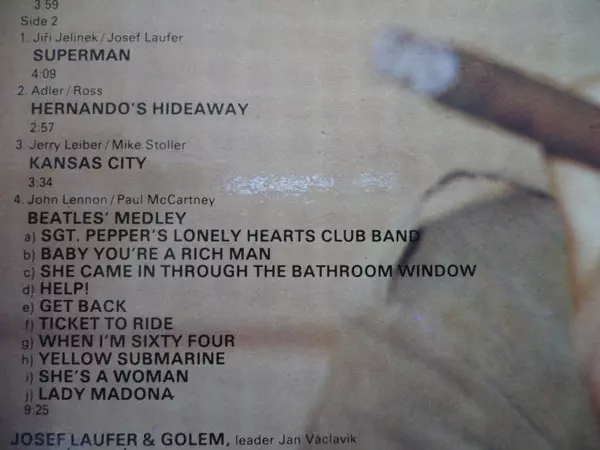 3:59
Side 2
1. Jiři Jelinek/Josef Laufer
SUPERMAN
4:09
2. Adler/Ross
HERNANDO'S HIDEAWAY
2:57
3. Jerry Leiber/Mike Stoller
KANSAS CITY
3:34
4. John Lennon/Paul McCartney
BEATLES' MEDLEY
a) SGT. PEPPER'S LONELY HEARTS CLUB BAND
b) BABY YOU'RE A RICH MAN
c) SHE CAME IN THROUGH THE BATHROOM WINDOW
d) HELP!
e) GET BACK
f) TICKET TO RIDE
g) WHEN I'M SIXTY FOUR
h) YELLOW SUBMARINE
i) SHE'S A WOMAN
j) LADY MADONA
9:25
JOSEF LAUFER & GOLEM, leader Jan Václavik